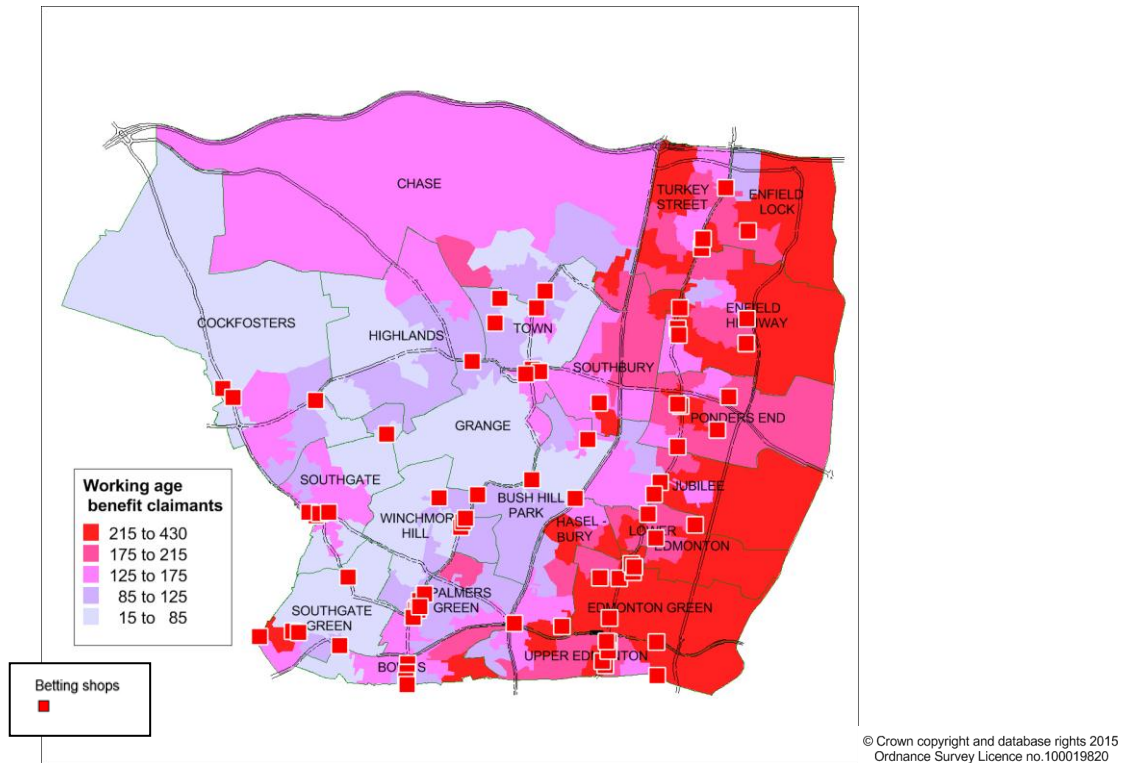 CHASE
TURKEY
STREET
ENFIELD
LOCK
COCKFOSTERS
HIGHLANDS
TOWN
ENFIELD
HIGHWAY
SOUTHBURY
PONDERS END
GRANGE
SOUTHGATE
BUSH HILL
PARK
JUBILEE
WINCHMORE
HILL
HASEL -
BURY
LOWER
EDMONTON
PALMERS
GREEN
SOUTHGATE
GREEN
EDMONTON GREEN
UPPER EDMONTON
BOWES
Working age
benefit claimants
215 to 430
175 to 215
125 to 175
85 to 125
15 to 85
Betting shops
© Crown copyright and database rights 2015
Ordnance Survey Licence no.100019820